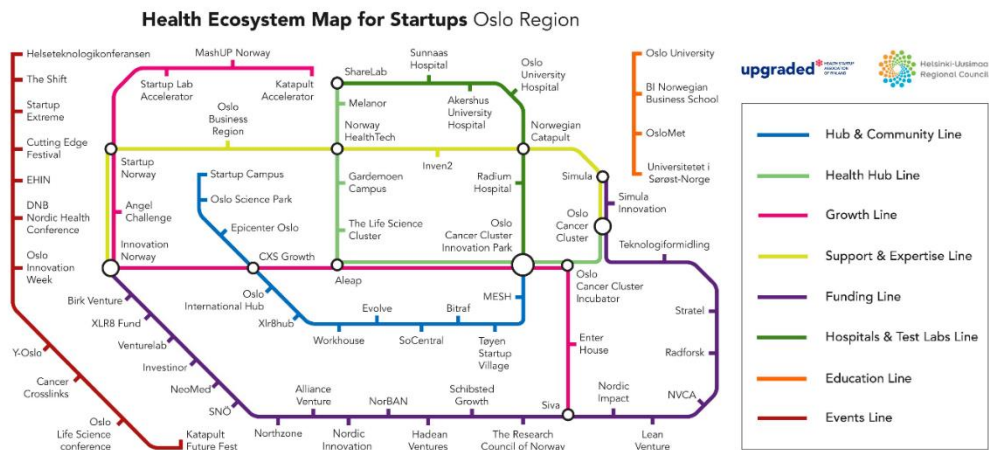 Health Ecosystem Map for Startups Oslo Region
Helseteknologikonferansen
The Shift
Startup
Extreme
Cutting Edge
Festival
EHIN
DNB
Nordic Health
Conference
Oslo
Innovation
Week
Y-Oslo
Cancer
Crosslinks
Oslo
Life Science
conference
Katapult
Future Fest
MashUP Norway
Startup Lab
Accelerator
Katapult
Accelerator
Oslo
Business
Region
Startup
Norway
Angel
Challenge
Innovation
Norway
ShareLab
Melanor
Norway
HealthTech
Gardemoen
Campus
The Life Science
Cluster
Aleap
Sunnaas
Hospital
Akershus
University
Hospital
Oslo
University
Hospital
Norwegian
Catapult
Inven2
Radium
Hospital
Oslo
Cancer Cluster
Innovation Park
Simula
Simula
Innovation
Oslo
Cancer
Cluster
Teknologiformidling
Oslo
Cancer Cluster
Incubator
Startup Campus
Oslo Science Park
Epicenter Oslo
CXS Growth
Oslo
International Hub
Xlr8hub
Workhouse
Evolve
SoCentral
Bitraf
Tøyen
Startup
Village
MESH
Enter
House
Siva
Birk Venture
XLR8 Fund
Venturelab
Investinor
NeoMed
SNÖ
Northzone
Alliance
Venture
Nordic
Innovation
NorBAN
Hadean
Ventures
Schibsted
Growth
The Research
Council of Norway
Nordic
Impact
Lean
Venture
NVCA
Radforsk
Stratel
Oslo University
BI Norwegian
Business School
OsloMet
Universitetet i
Sørøst-Norge
upgraded
HEALTH STARTUP
ASSOCIATION
OF FINLAND
Helsinki-Uusimaa
Regional Council
Hub & Community Line
Health Hub Line
Growth Line
Support & Expertise Line
Funding Line
Hospitals & Test Labs Line
Education Line
Events Line